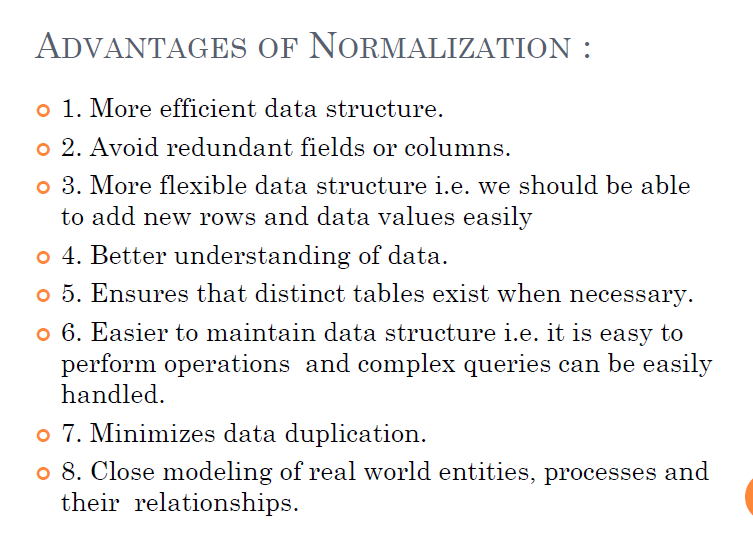 ADVANTAGES OF NORMALIZATION :
1. More efficient data structure.
2. Avoid redundant fields or columns.
3. More flexible data structure i.e. we should be able
to add new rows and data values easily
4. Better understanding of data.
5. Ensures that distinct tables exist when necessary.
6. Easier to maintain data structure i.e. it is easy to
perform operations  and complex queries can be easily
handled.
7. Minimizes data duplication.
8. Close modeling of real world entities, processes and
their  relationships.